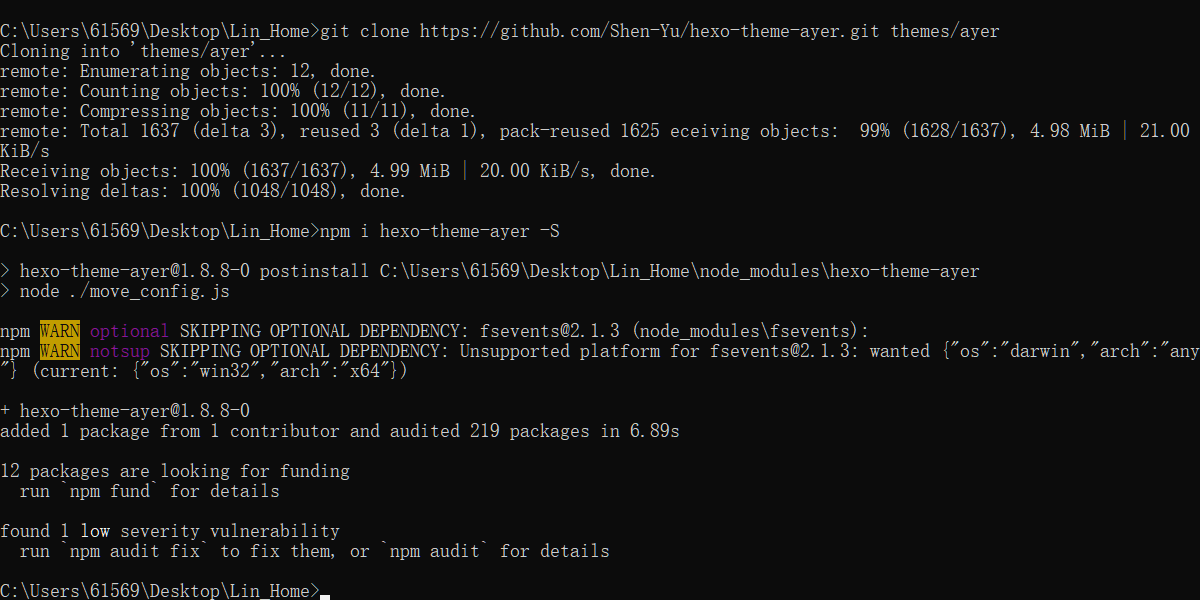 C:\Users\61569\Desktop\Lin_Home>git clone https://github.com/Shen-Yu/hexo-theme-ayer.git themes/ayer
Cloning into 'themes/ayer'...
remote: Enumerating objects: 12, done.
remote: Counting objects: 100% (12/12), done.
remote: Compressing objects: 100% (11/11), done.
remote: Total 1637 (delta 3), reused 3 (delta 1), pack-reused 1625 eceiving objects:  99% (1628/1637), 4.98 MiB | 21.00
KiB/s
Receiving objects: 100% (1637/1637), 4.99 MiB | 20.00 KiB/s, done.
Resolving deltas: 100% (1048/1048), done.
C:\Users\61569\Desktop\Lin_Home>npm i hexo-theme-ayer -S
> hexo-theme-ayer@1.8.8-0 postinstall C:\Users\61569\Desktop\Lin_Home\node_modules\hexo-theme-ayer
> node ./move_config.js
npm WARN optional SKIPPING OPTIONAL DEPENDENCY: fsevents@2.1.3 (node_modules\fsevents):
npm WARN notsup SKIPPING OPTIONAL DEPENDENCY: Unsupported platform for fsevents@2.1.3: wanted {"os":"darwin","arch":"any
"} (current: {"os":"win32","arch":"x64"})
+ hexo-theme-ayer@1.8.8-0
added 1 package from 1 contributor and audited 219 packages in 6.89s
12 packages are looking for funding
  run `npm fund` for details
found 1 low severity vulnerability
  run `npm audit fix` to fix them, or `npm audit` for details
C:\Users\61569\Desktop\Lin_Home>